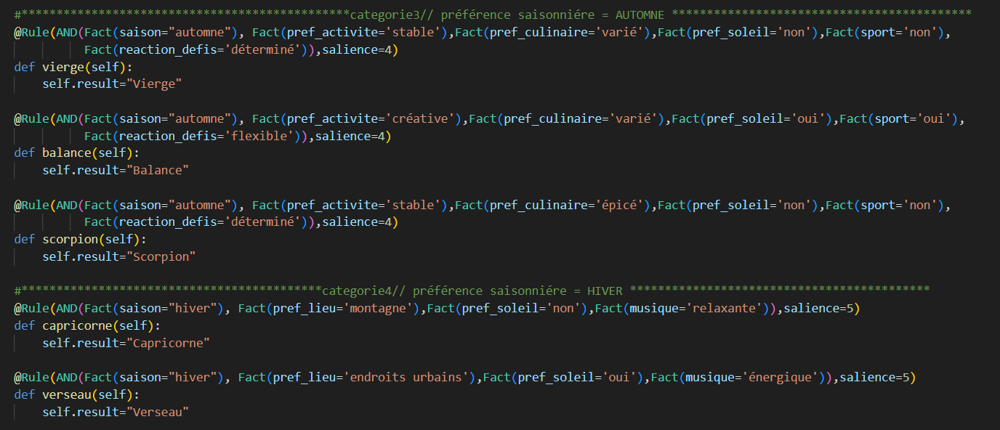 #***********************************************categorie3// préférence saisonniére = AUTOMNE *******************************************
@Rule(AND(Fact(saison="automne"), Fact(pref_activite='stable'),Fact(pref_culinaire='varié'),Fact(pref_soleil='non'),Fact(sport='non'),
Fact(reaction_defis='déterminé')),salience=4)
def vierge(self):
self.result="Vierge"
@Rule(AND(Fact(saison="automne"), Fact(pref_activite='créative'),Fact(pref_culinaire='varié'),Fact(pref_soleil='oui'),Fact(sport='oui'),
Fact(reaction_defis='flexible')),salience=4)
def balance(self):
self.result="Balance"
@Rule(AND(Fact(saison="automne"), Fact(pref_activite='stable'),Fact(pref_culinaire='épicé'),Fact(pref_soleil='non'),Fact(sport='non'),
Fact(reaction_defis='déterminé')),salience=4)
def scorpion(self):
self.result="Scorpion"
#*******************************************categorie4// préférence saisonniére = HIVER *******************************************
@Rule(AND(Fact(saison="hiver"), Fact(pref_lieu='montagne'),Fact(pref_soleil='non'),Fact(musique='relaxante')),salience=5)
def capricorne(self):
self.result="Capricorne"
@Rule(AND(Fact(saison="hiver"), Fact(pref_lieu='endroits urbains'),Fact(pref_soleil='oui'),Fact(musique='énergique')),salience=5)
def verseau(self):
self.result="Verseau"